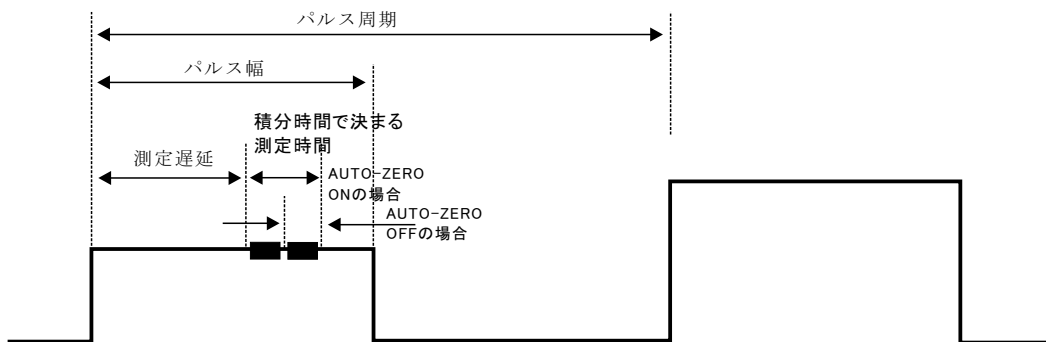 パルス周期
パルス幅
積分時間で決まる
測定時間
測定遅延
AUTO-ZERO
ONの場合
AUTO-ZERO
OFFの場合